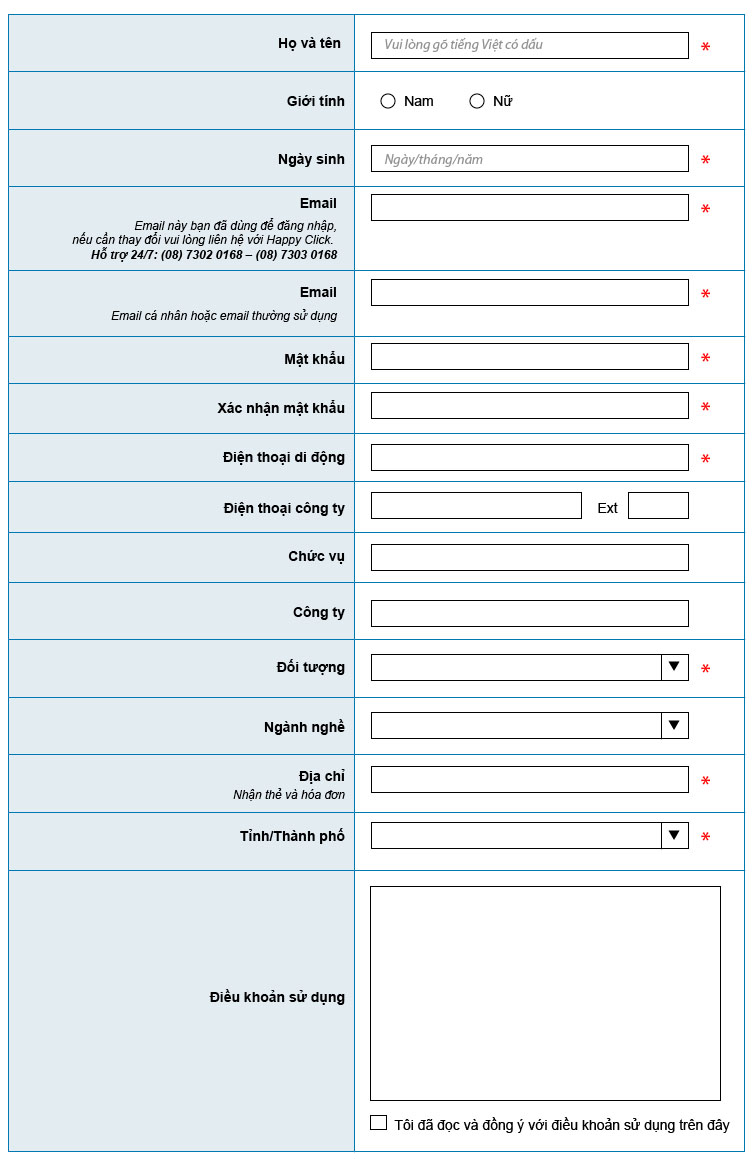 Họ và tên
Vui lòng gõ tiếng Việt có dấu
*
Giới tính
Nam
Nữ
Ngày sinh
Ngày/tháng/năm
*
Email
*
Email này bạn đã dùng để đăng nhập,
nếu cần thay đổi vui lòng liên hệ với Happy Click.
Hỗ trợ 24/7: (08) 7302 0168 – (08) 7303 0168
Email
*
Email cá nhân hoặc email thường sử dụng
Mật khẩu
*
Xác nhận mật khẩu
*
Điện thoại di động
*
Điện thoại công ty
Ext
Chức vụ
Công ty
Đối tượng
*
Ngành nghề
Địa chỉ
*
Nhận thẻ và hóa đơn
Tỉnh/Thành phố
*
Điều khoản sử dụng
Tôi đã đọc và đồng ý với điều khoản sử dụng trên đây